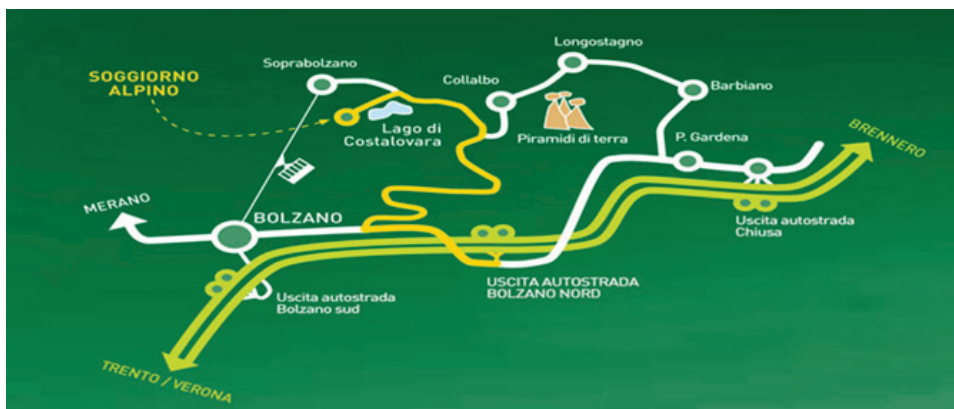 Longostagno
Soprabolzano
SOGGIORNO
ALPINO
Collalbo
Barbiano
Lago di
Costalovara
Piramidi di terra
P. Gardena
BRENNERO
MERANO
BOLZANO
Uscita autostrada
Chiusa
USCITA AUTOSTRADA
BOLZANO NORD
Uscita autostrada
Bolzano sud
TRENTO / VERONA